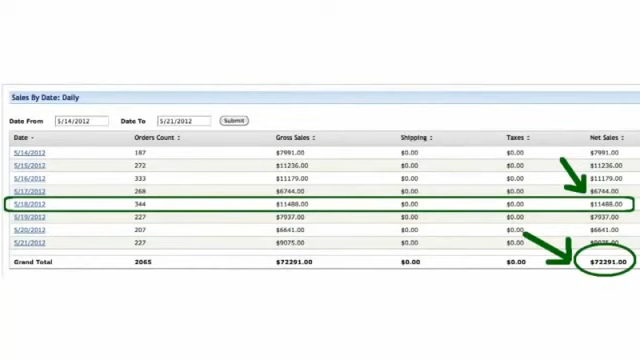 Sales By Date: Daily
Date From 5/14/2012 Date To 5/21/2012 Submit
Date Orders Count Gross Sales Shipping Taxes Net Sales
5/14/2012 187 $7991.00 $0.00 $0.00 $7991.00
5/15/2012 272 $11236.00 $0.00 $0.00 $11236.00
5/16/2012 333 $11179.00 $0.00 $0.00 $11179.00
5/17/2012 268 $6744.00 $0.00 $0.00 $6744.00
5/18/2012 344 $11488.00 $0.00 $0.00 $11488.00
5/19/2012 227 $7937.00 $0.00 $0.00 $7937.00
5/20/2012 207 $6641.00 $0.00 $0.00 $6641.00
5/21/2012 227 $9075.00 $0.00 $0.00
Grand Total 2065 $72291.00 $0.00 $0.00 $72291.00